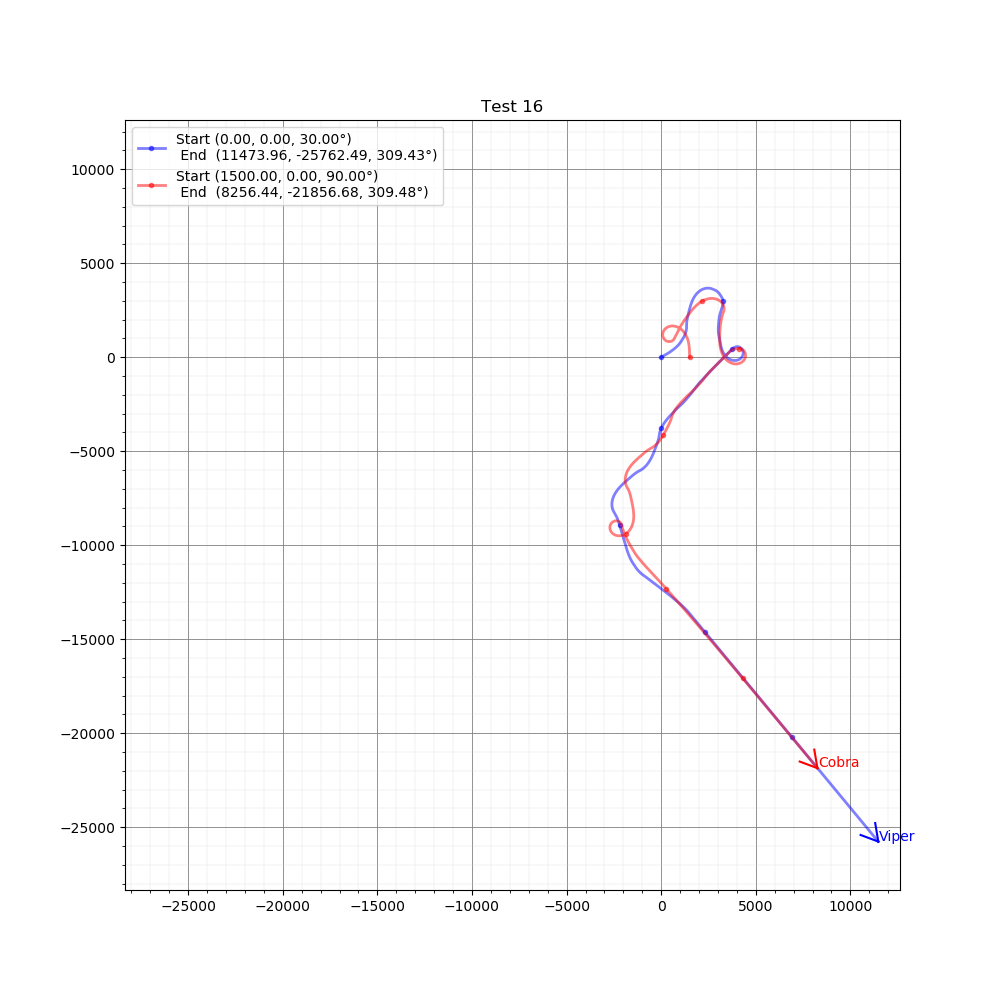 Test 16
Start (0.00, 0.00, 30.00°)
End (11473.96, -25762.49, 309.43°)
Start (1500.00, 0.00, 90.00°)
End (8256.44, -21856.68, 309.48°)
10000
5000
0
−5000
−10000
−15000
−20000
−25000
Cobra
Viper
−25000 −20000 −15000 −10000 −5000 0 5000 10000